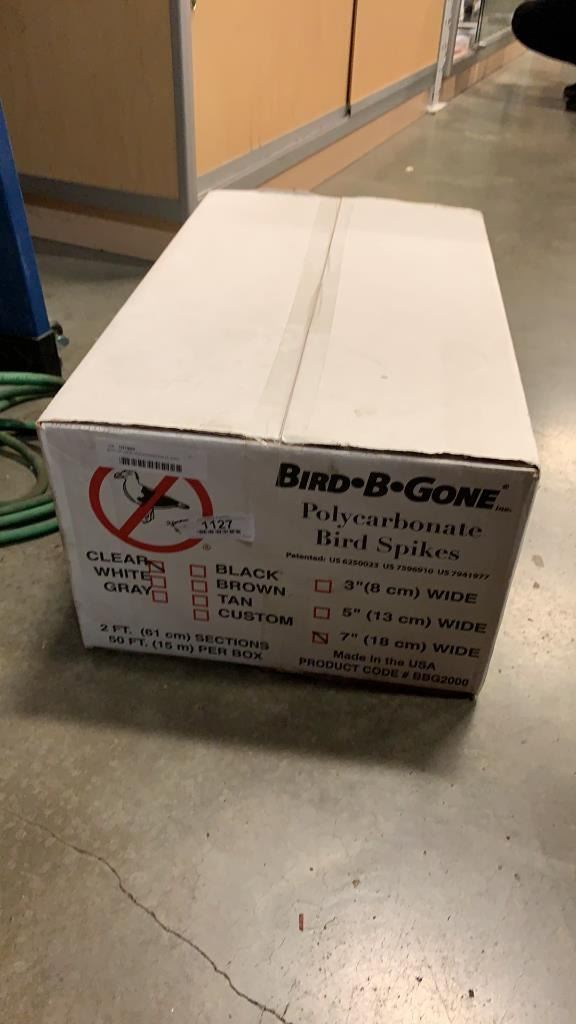 1127
BIRD•B•GONE® Inc.
Polycarbonate
Bird Spikes
Patented: US 6250023 US 7596910 US 7941977
CLEAR
WHITE
GRAY
BLACK
BROWN
TAN
CUSTOM
3" (8 cm) WIDE
5" (13 cm) WIDE
7" (18 cm) WIDE
2 FT. (61 cm) SECTIONS
50 FT. (15 m) PER BOX
Made in the USA
PRODUCT CODE # BBG2000